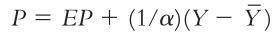 P = EP + (1/α)(Y − Ȳ)